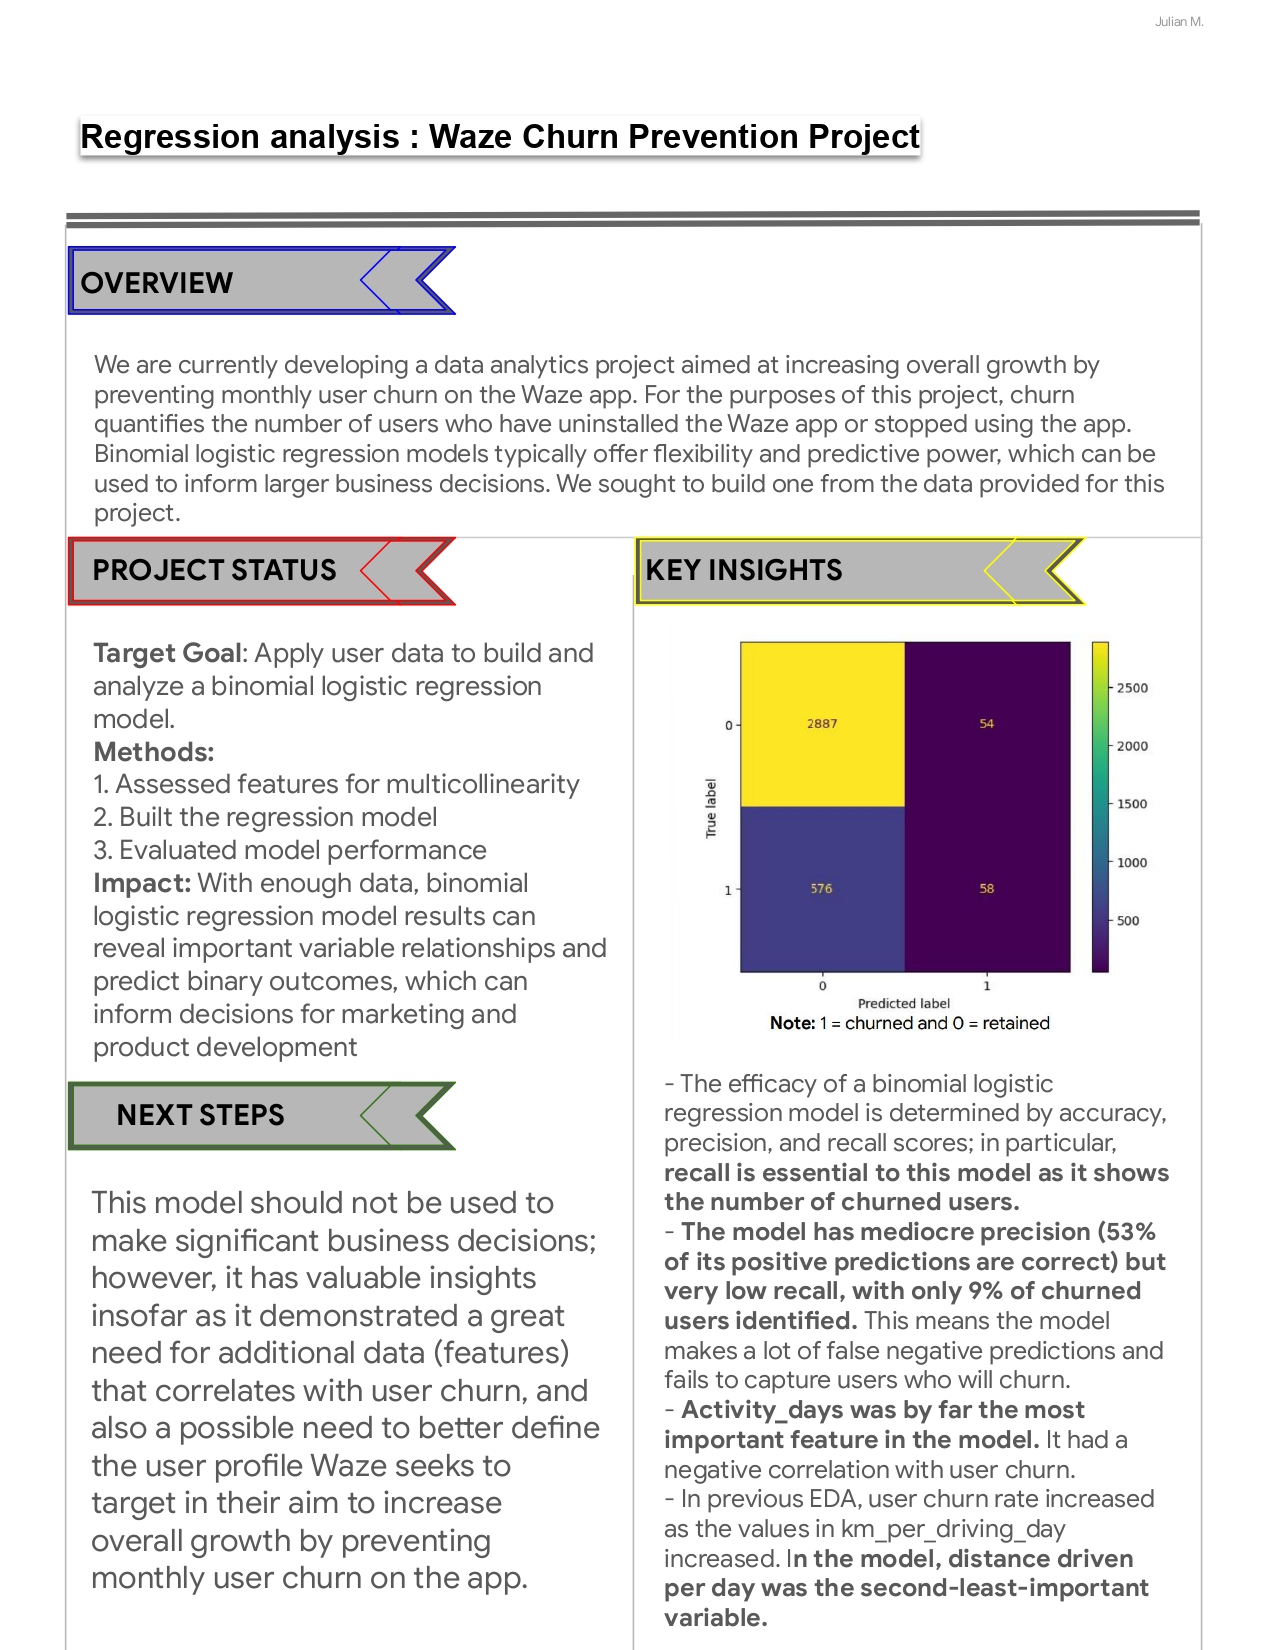 Julian M.
Regression analysis : Waze Churn Prevention Project
OVERVIEW
We are currently developing a data analytics project aimed at increasing overall growth by
preventing monthly user churn on the Waze app. For the purposes of this project, churn
quantifies the number of users who have uninstalled the Waze app or stopped using the app.
Binomial logistic regression models typically offer flexibility and predictive power, which can be
used to inform larger business decisions. We sought to build one from the data provided for this
project.
PROJECT STATUS
Target Goal: Apply user data to build and
analyze a binomial logistic regression
model.
Methods:
1. Assessed features for multicollinearity
2. Built the regression model
3. Evaluated model performance
Impact: With enough data, binomial
logistic regression model results can
reveal important variable relationships and
predict binary outcomes, which can
inform decisions for marketing and
product development
NEXT STEPS
This model should not be used to
make significant business decisions;
however, it has valuable insights
insofar as it demonstrated a great
need for additional data (features)
that correlates with user churn, and
also a possible need to better define
the user profile Waze seeks to
target in their aim to increase
overall growth by preventing
monthly user churn on the app.
KEY INSIGHTS
2887
54
576
58
0
1
True label
0
1
Predicted label
2500
2000
1500
1000
500
Note: 1 = churned and 0 = retained
- The efficacy of a binomial logistic
regression model is determined by accuracy,
precision, and recall scores; in particular,
recall is essential to this model as it shows
the number of churned users.
- The model has mediocre precision (53%
of its positive predictions are correct) but
very low recall, with only 9% of churned
users identified. This means the model
makes a lot of false negative predictions and
fails to capture users who will churn.
- Activity_days was by far the most
important feature in the model. It had a
negative correlation with user churn.
- In previous EDA, user churn rate increased
as the values in km_per_driving_day
increased. In the model, distance driven
per day was the second-least-important
variable.